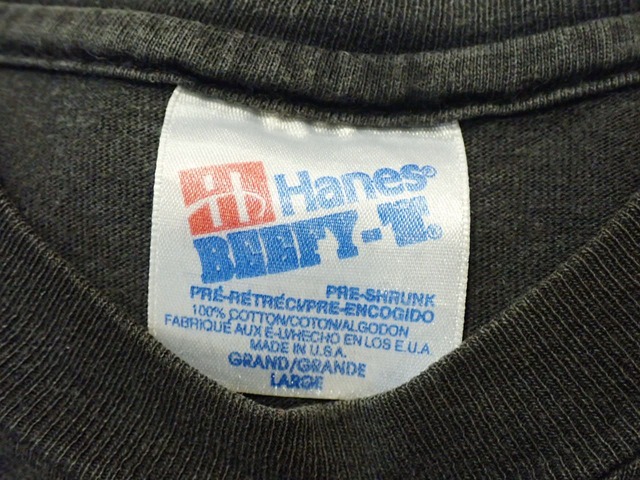 Hanes®
BEEFY-T®
PRE-SHRUNK
PRÉ-RÉTRÉCI/PRE-ENCOGIDO
100% COTTON/COTON/ALGODON
FABRIQUÉ AUX É-U/HECHO EN LOS E.U.A.
MADE IN U.S.A.
GRAND/GRANDE
LARGE